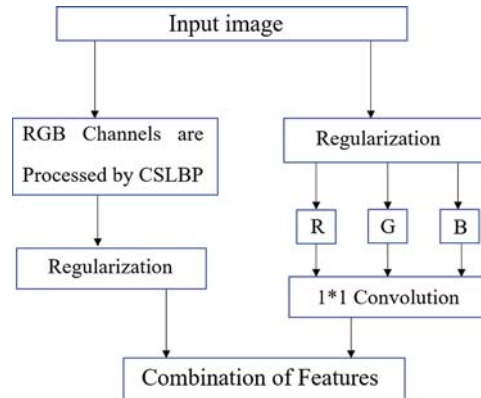 Input image
RGB Channels are
Processed by CSLBP
Regularization
Regularization
R G B
1*1 Convolution
Combination of Features